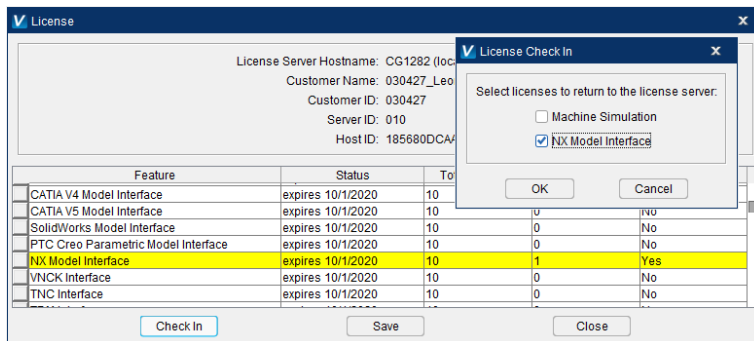 License
License Server Hostname: CG1282 (loca
Customer Name: 030427_Leo
Customer ID: 030427
Server ID: 010
Host ID: 185680DCAA
License Check In
Select licenses to return to the license server:
Machine Simulation
NX Model Interface
OK Cancel
Feature Status To
CATIA V4 Model Interface expires 10/1/2020 10
CATIA V5 Model Interface expires 10/1/2020 10 0 No
SolidWorks Model Interface expires 10/1/2020 10 0 No
PTC Creo Parametric Model Interface expires 10/1/2020 10 0 No
NX Model Interface expires 10/1/2020 10 1 Yes
VNCK Interface expires 10/1/2020 10 0 No
TNC Interface expires 10/1/2020 10 0 No
Check In Save Close